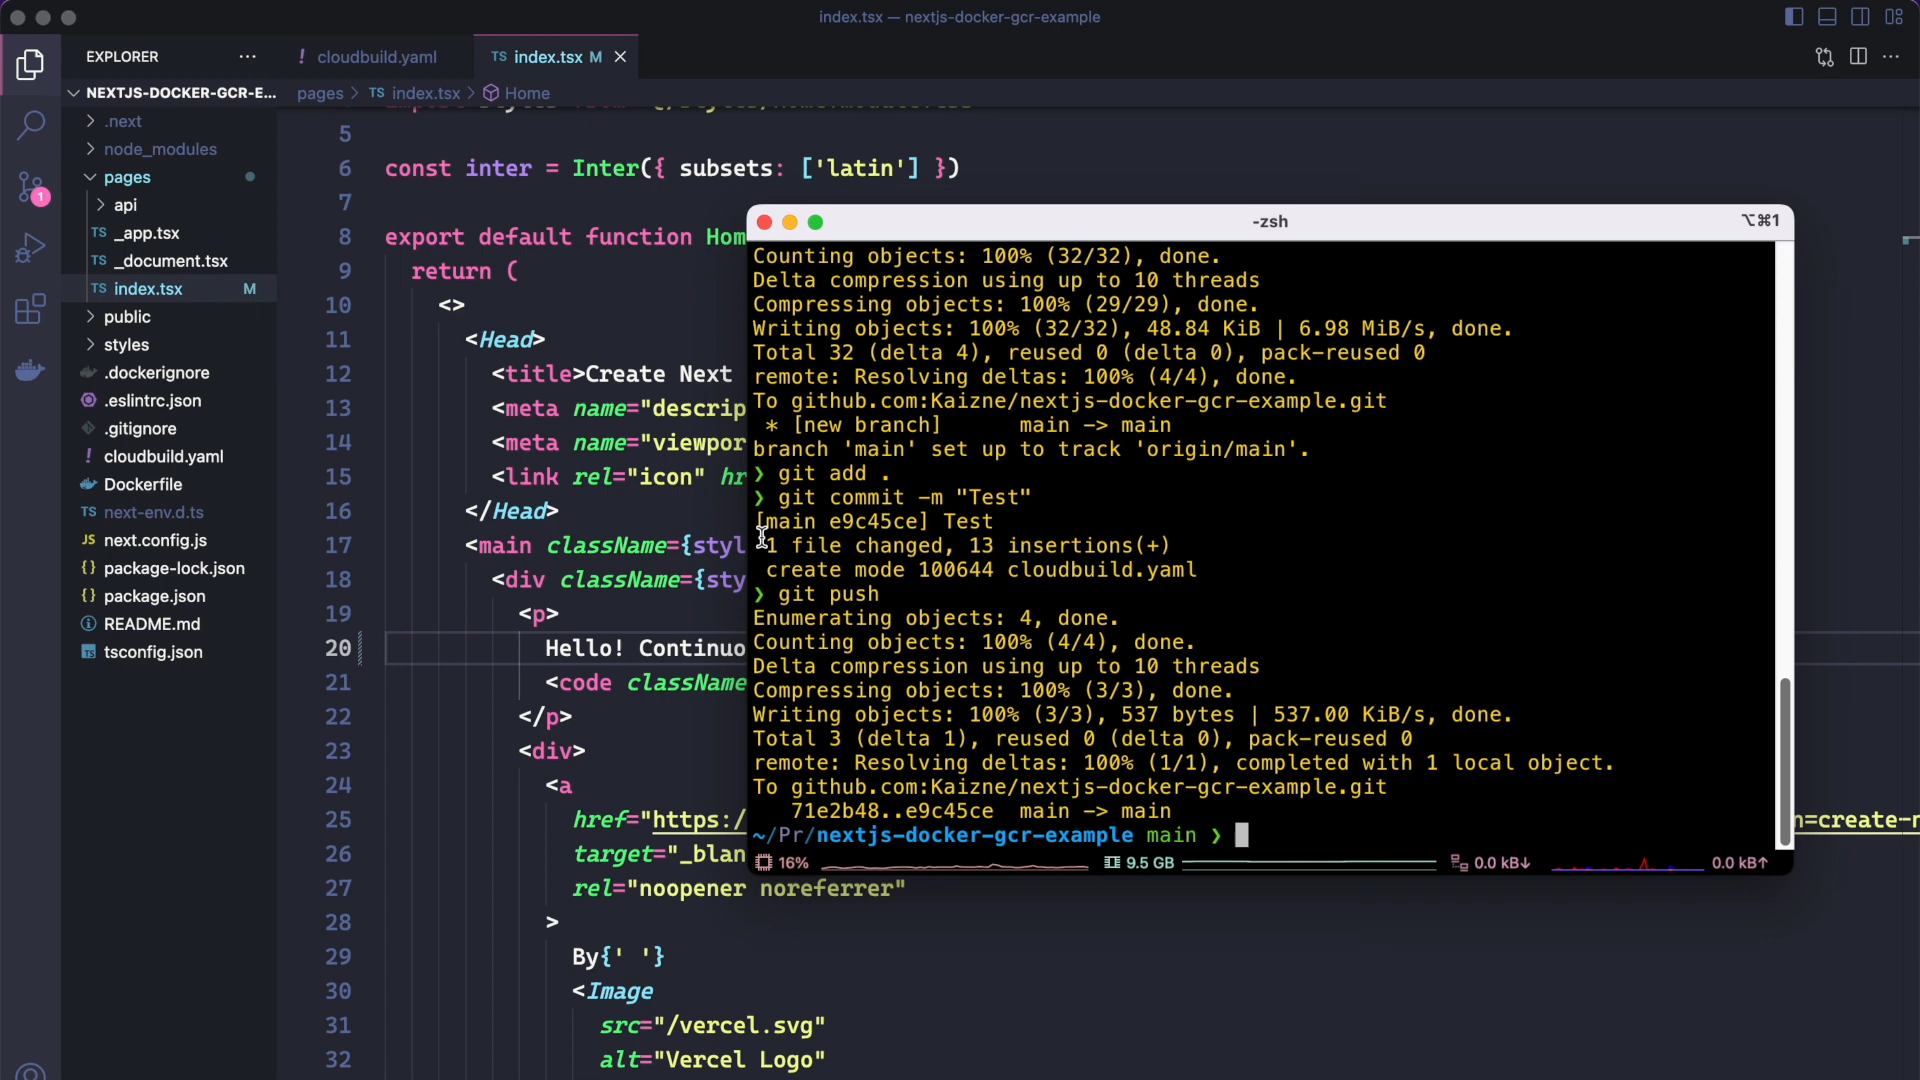 index.tsx — nextjs-docker-gcr-example
EXPLORER
NEXTJS-DOCKER-GCR-E...
.next
node_modules
pages
api
TS _app.tsx
TS _document.tsx
TS index.tsx M
public
styles
.dockerignore
.eslintrc.json
.gitignore
! cloudbuild.yaml
Dockerfile
TS next-env.d.ts
JS next.config.js
{} package-lock.json
{} package.json
README.md
TS tsconfig.json
1
! cloudbuild.yaml
TS index.tsx M
pages > TS index.tsx > Home
5
6 const inter = Inter({ subsets: ['latin'] })
7
8 export default function Hom
9 return (
10 <>
11 <Head>
12 <title>Create Next
13 <meta name="descrip
14 <meta name="viewpor
15 <link rel="icon" hr
16 </Head>
17 <main className={styl
18 <div className={sty
19 <p>
20 Hello! Continuo
21 <code className
22 </p>
23 <div>
24 <a
25 href="https:/
n=create-n
26 target="_blan
27 rel="noopener noreferrer"
28 >
29 By{' '}
30 <Image
31 src="/vercel.svg"
32 alt="Vercel Logo"
-zsh
⌥⌘1
Counting objects: 100% (32/32), done.
Delta compression using up to 10 threads
Compressing objects: 100% (29/29), done.
Writing objects: 100% (32/32), 48.84 KiB | 6.98 MiB/s, done.
Total 32 (delta 4), reused 0 (delta 0), pack-reused 0
remote: Resolving deltas: 100% (4/4), done.
To github.com:Kaizne/nextjs-docker-gcr-example.git
* [new branch] main -> main
branch 'main' set up to track 'origin/main'.
❯ git add .
❯ git commit -m "Test"
[main e9c45ce] Test
1 file changed, 13 insertions(+)
create mode 100644 cloudbuild.yaml
❯ git push
Enumerating objects: 4, done.
Counting objects: 100% (4/4), done.
Delta compression using up to 10 threads
Compressing objects: 100% (3/3), done.
Writing objects: 100% (3/3), 537 bytes | 537.00 KiB/s, done.
Total 3 (delta 1), reused 0 (delta 0), pack-reused 0
remote: Resolving deltas: 100% (1/1), completed with 1 local object.
To github.com:Kaizne/nextjs-docker-gcr-example.git
71e2b48..e9c45ce main -> main
~/Pr/nextjs-docker-gcr-example main ❯
16% 9.5 GB 0.0 kB↓ 0.0 kB↑